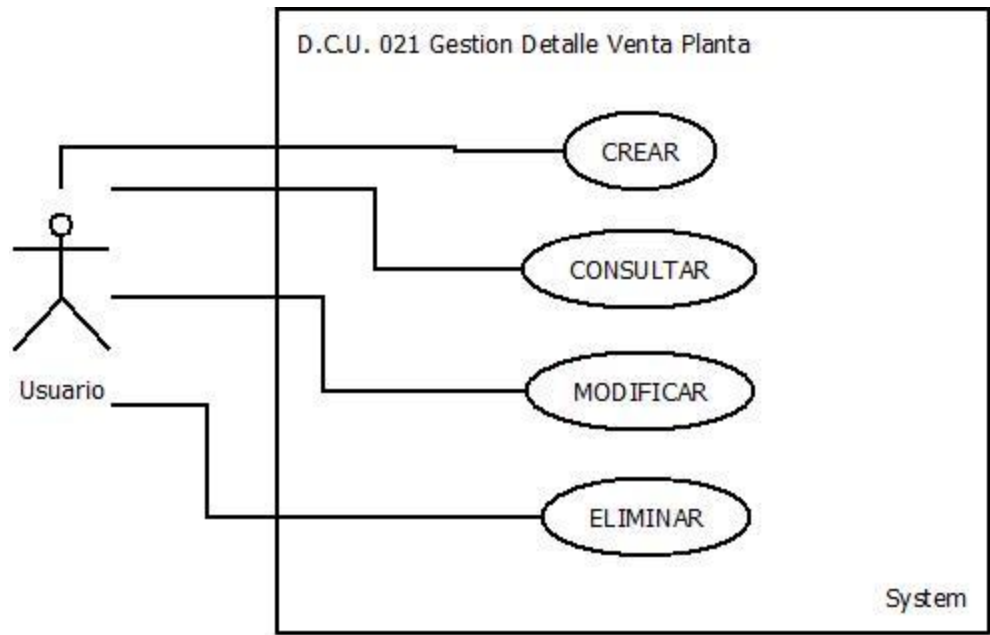 D.C.U. 021 Gestion Detalle Venta Planta
CREAR
CONSULTAR
MODIFICAR
Usuario
ELIMINAR
System